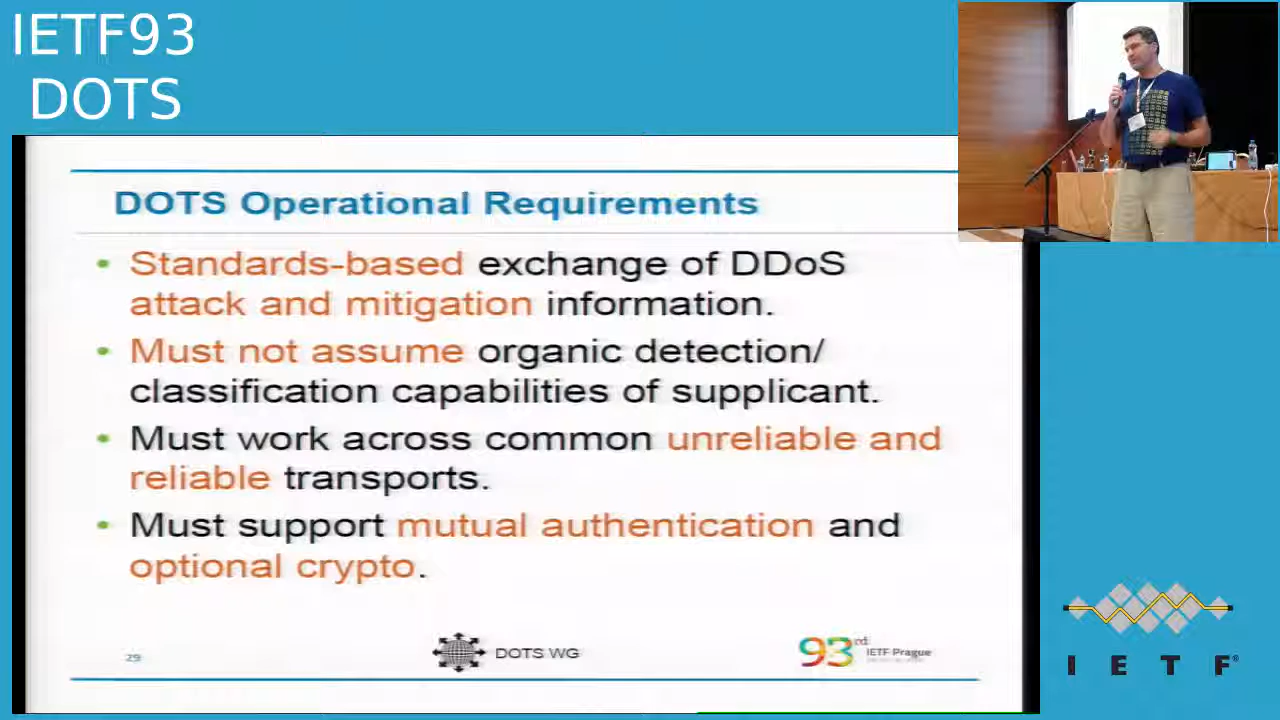 IETF93
DOTS
DOTS Operational Requirements
• Standards-based exchange of DDoS
attack and mitigation information.
• Must not assume organic detection/
classification capabilities of supplicant.
• Must work across common unreliable and
reliable transports.
• Must support mutual authentication and
optional crypto.
29
DOTS WG
93rd
IETF Prague
I E T F®